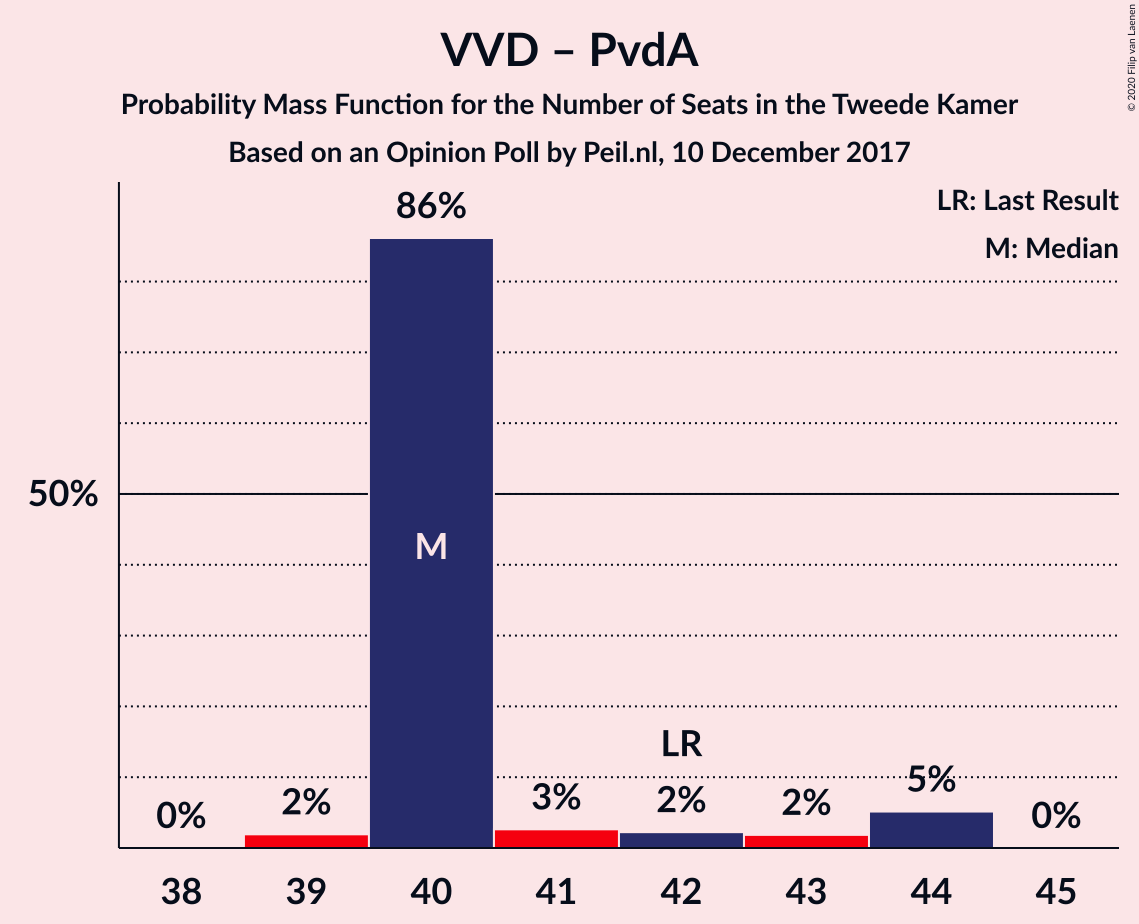 VVD – PvdA
Probability Mass Function for the Number of Seats in the Tweede Kamer
Based on an Opinion Poll by Peil.nl, 10 December 2017
© 2020 Filip van Laenen
LR: Last Result
M: Median
86%
50%
M
LR
0%
2%
3%
2%
2%
5%
0%
38
39
40
41
42
43
44
45